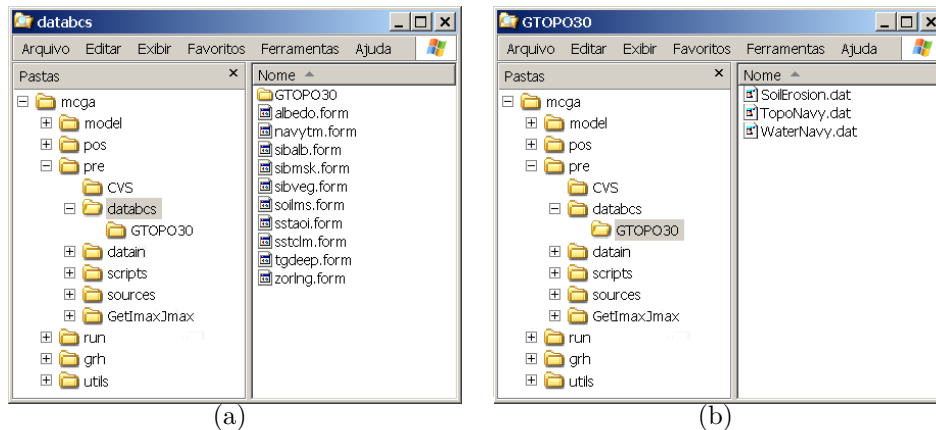 databcs
Arquivo Editar Exibir Favoritos Ferramentas Ajuda
Pastas
mcga
model
pos
pre
CVS
databcs
GTOPO30
datain
scripts
sources
GetImaxJmax
run
grh
utils
Nome
GTOPO30
albedo.form
navytm.form
sibalb.form
sibmsk.form
sibveg.form
soilms.form
sstaoi.form
sstclm.form
tgdeep.form
zorlng.form
(a)
GTOPO30
Arquivo Editar Exibir Favoritos Ferramentas Ajuda
Pastas
mcga
model
pos
pre
CVS
databcs
GTOPO30
datain
scripts
sources
GetImaxJmax
run
grh
utils
Nome
SoilErosion.dat
TopoNavy.dat
WaterNavy.dat
(b)